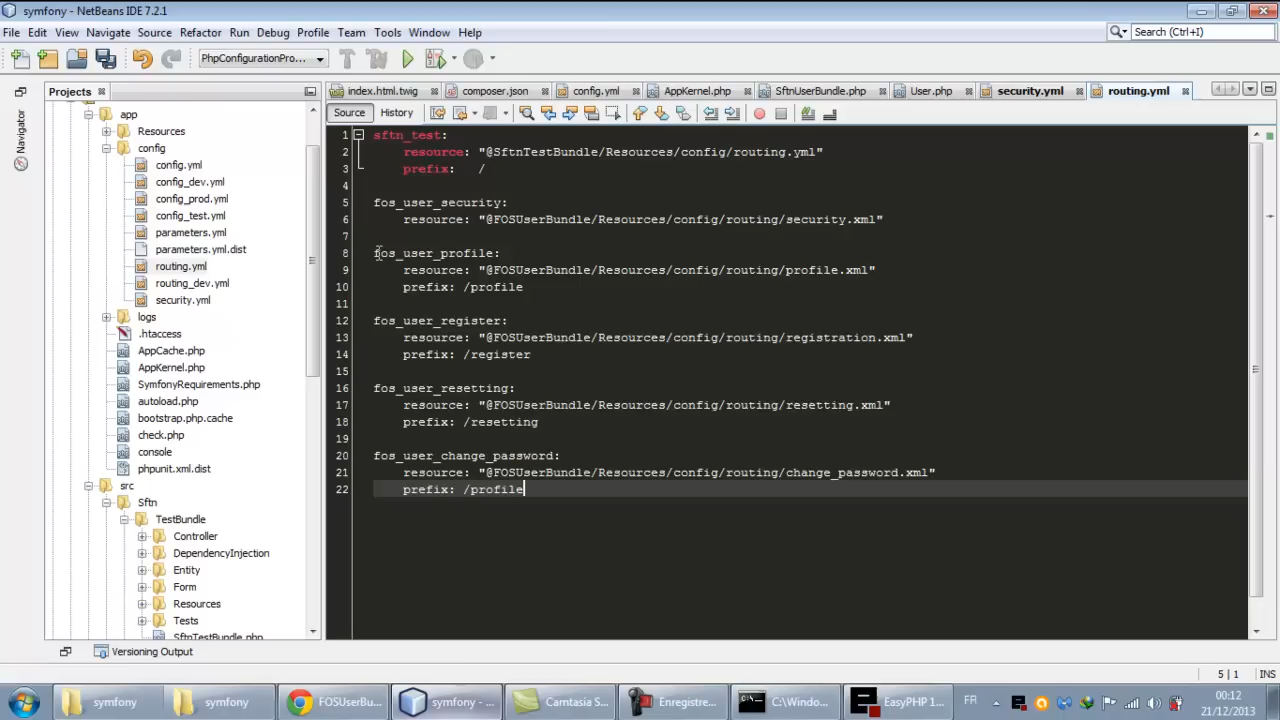 symfony - NetBeans IDE 7.2.1
File Edit View Navigate Source Refactor Run Debug Profile Team Tools Window Help
Search (Ctrl+I)
PhpConfigurationPro...
Projects
index.html.twig composer.json config.yml AppKernel.php SftnUserBundle.php User.php security.yml routing.yml
Source History
Navigator
app
Resources
config
config.yml
config_dev.yml
config_prod.yml
config_test.yml
parameters.yml
parameters.yml.dist
routing.yml
routing_dev.yml
security.yml
logs
.htaccess
AppCache.php
AppKernel.php
SymfonyRequirements.php
autoload.php
bootstrap.php.cache
check.php
console
phpunit.xml.dist
src
Sftn
TestBundle
Controller
DependencyInjection
Entity
Form
Resources
Tests
SftnTestBundle.php
1 sftn_test:
2 resource: "@SftnTestBundle/Resources/config/routing.yml"
3 prefix: /
4
5 fos_user_security:
6 resource: "@FOSUserBundle/Resources/config/routing/security.xml"
7
8 fos_user_profile:
9 resource: "@FOSUserBundle/Resources/config/routing/profile.xml"
10 prefix: /profile
11
12 fos_user_register:
13 resource: "@FOSUserBundle/Resources/config/routing/registration.xml"
14 prefix: /register
15
16 fos_user_resetting:
17 resource: "@FOSUserBundle/Resources/config/routing/resetting.xml"
18 prefix: /resetting
19
20 fos_user_change_password:
21 resource: "@FOSUserBundle/Resources/config/routing/change_password.xml"
22 prefix: /profile
Versioning Output
5 | 1 INS
symfony symfony FOSUserBu... symfony - ... Camtasia S... Enregistre... C:\Windo... EasyPHP 1... FR
00:12
21/12/2013